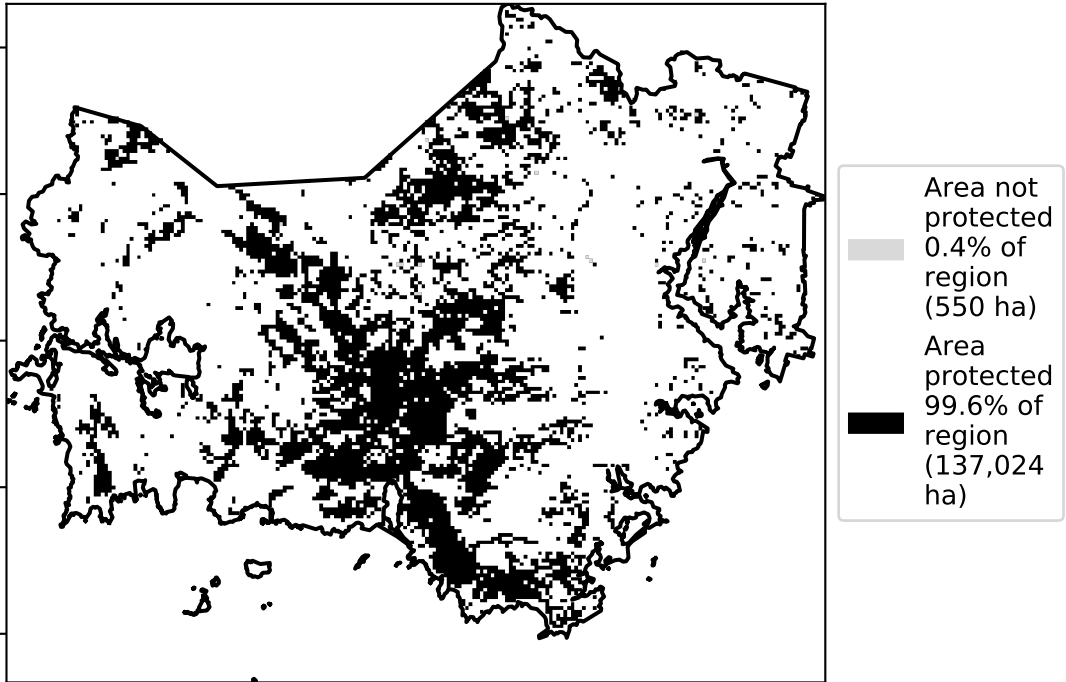 Area not
protected
0.4% of
region
(550 ha)
Area
protected
99.6% of
region
(137,024
ha)